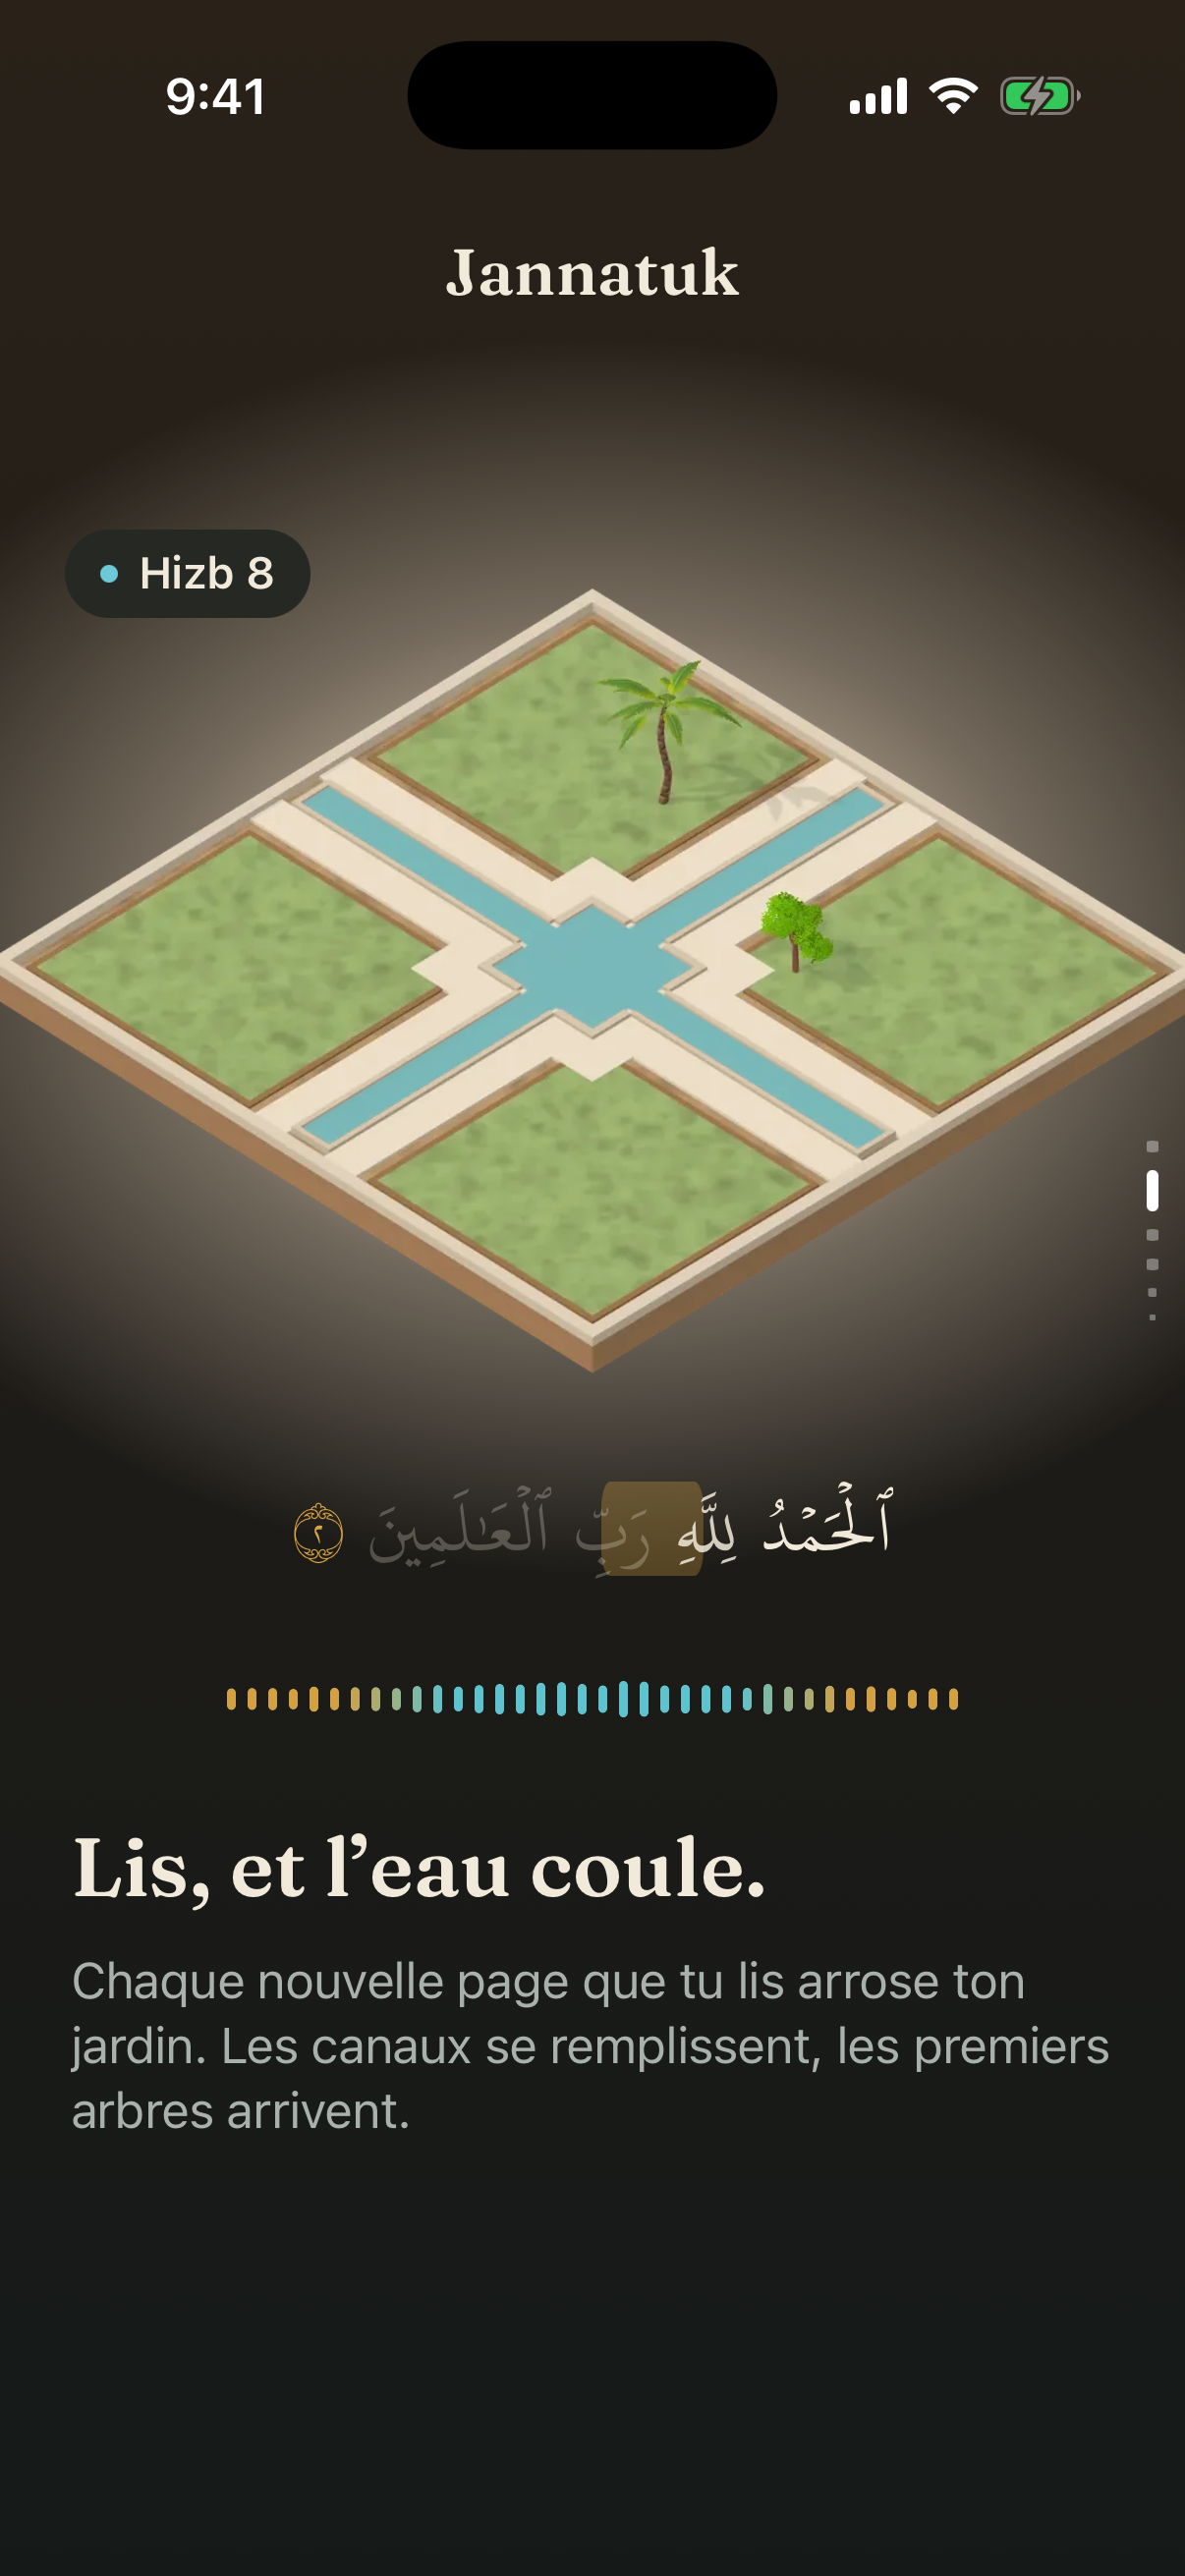 9:41
Jannatuk
Hizb 8
ٱلْحَمْدُ لِلَّهِ رَبِّ ٱلْعَـٰلَمِينَ ٢
Lis, et l’eau coule.
Chaque nouvelle page que tu lis arrose ton
jardin. Les canaux se remplissent, les premiers
arbres arrivent.